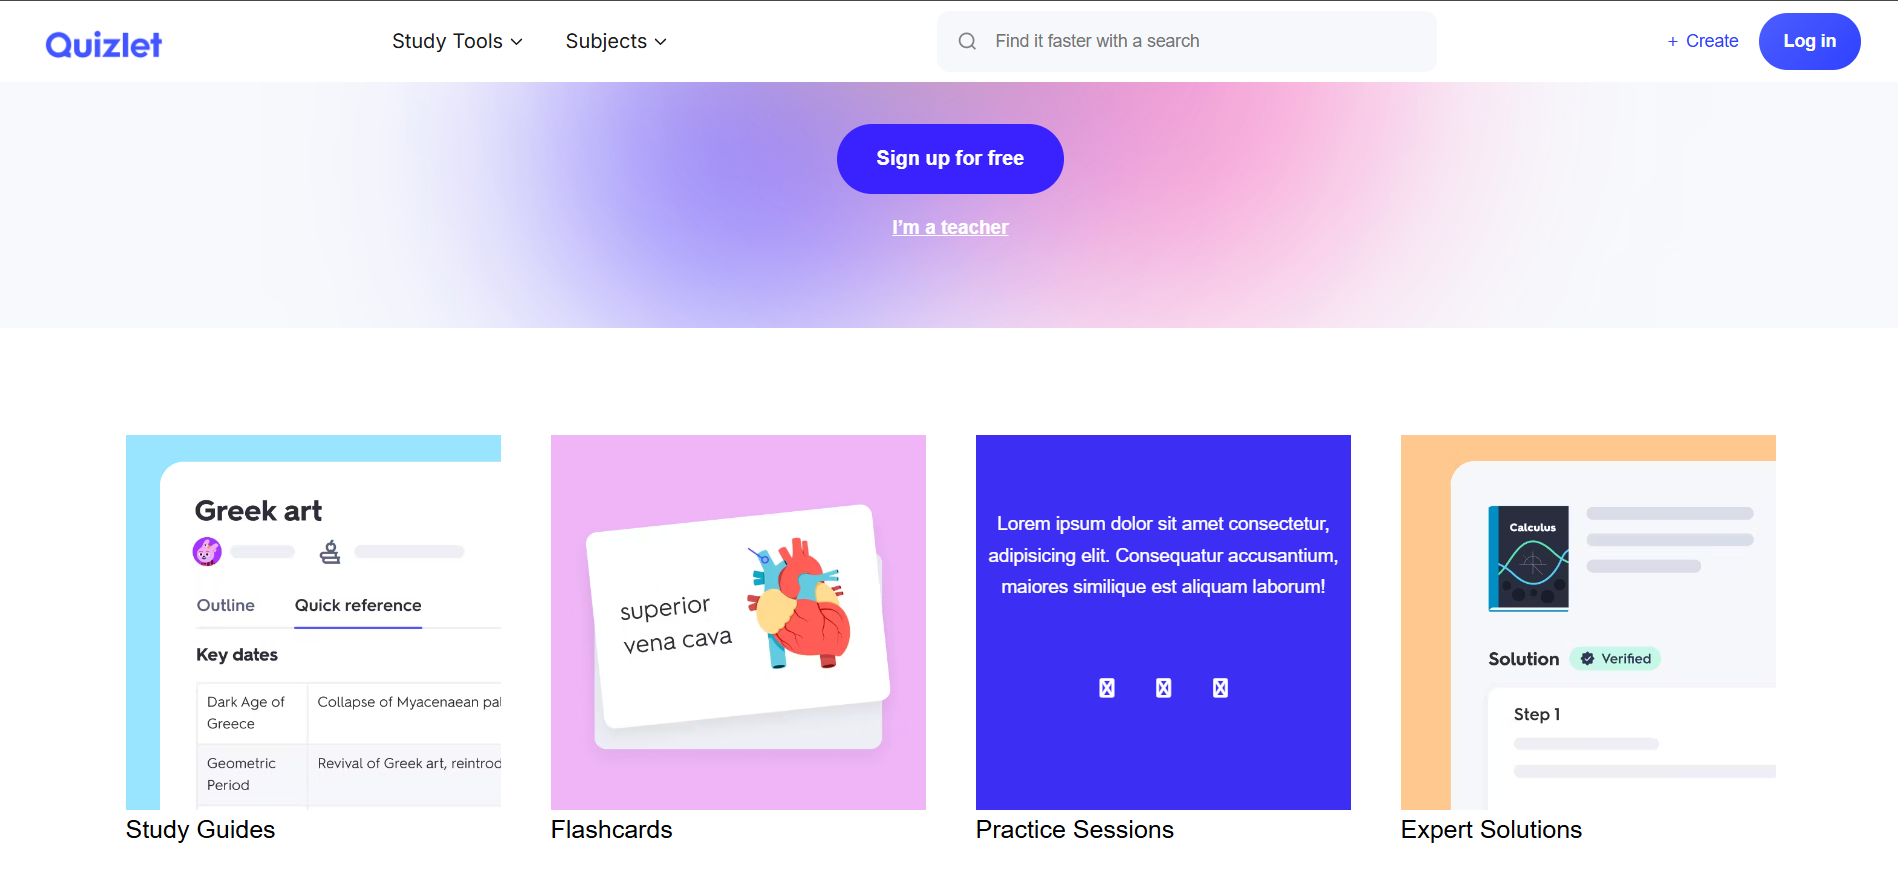 Quizlet
Study Tools
Subjects
Find it faster with a search
+ Create
Log in
Sign up for free
I'm a teacher
Greek art
Outline
Quick reference
Key dates
Dark Age of
Greece
Collapse of Myacenaean pal
Geometric
Period
Revival of Greek art, reintrod
Study Guides
superior
vena cava
Flashcards
Lorem ipsum dolor sit amet consectetur,
adipisicing elit. Consequatur accusantium,
maiores similique est aliquam laborum!
Practice Sessions
Calculus
Solution
Verified
Step 1
Expert Solutions